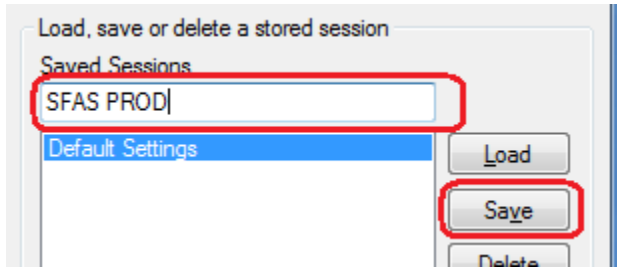 Load, save or delete a stored session
Saved Sessions
SFAS PROD
Default Settings
Load
Save
Delete